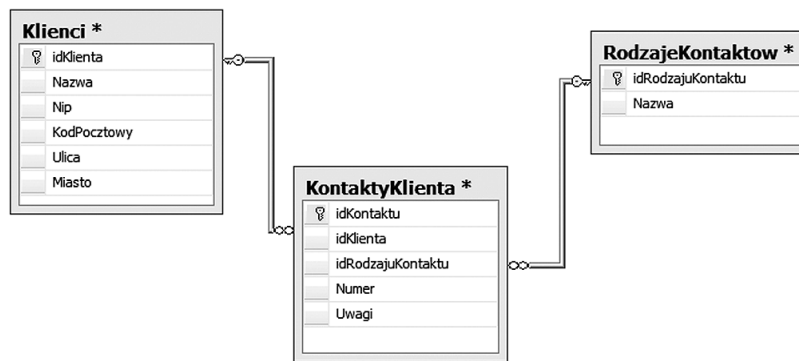 Klienci *
idKlienta
Nazwa
Nip
KodPocztowy
Ulica
Miasto
KontaktyKlienta *
idKontaktu
idKlienta
idRodzajuKontaktu
Numer
Uwagi
RodzajeKontaktow *
idRodzajuKontaktu
Nazwa